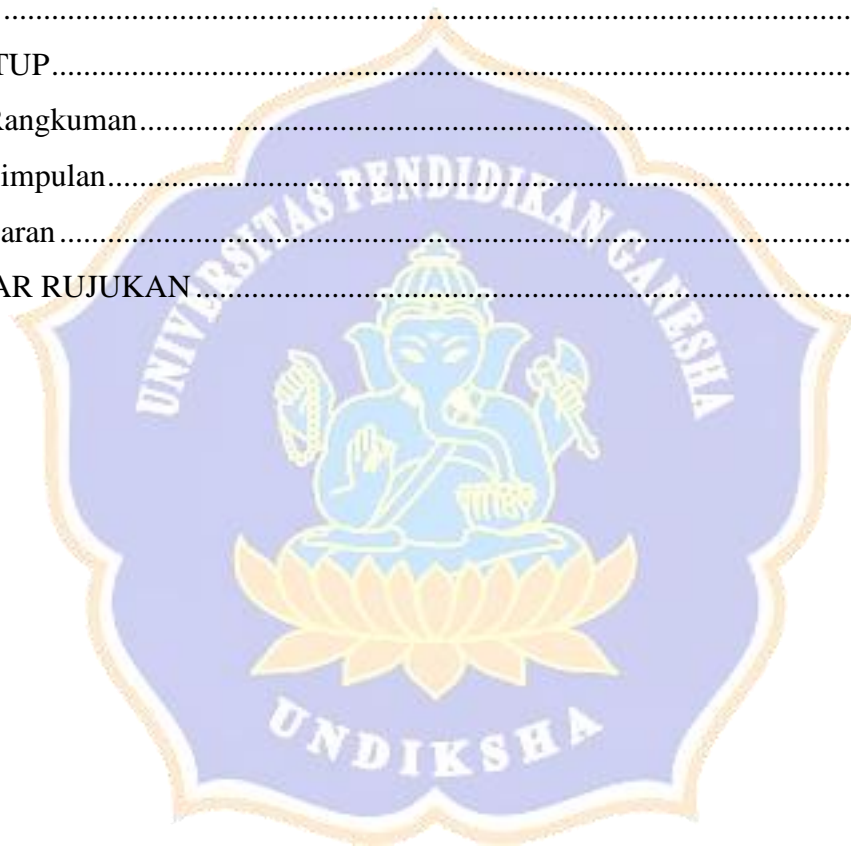 ..........................................................................................
TUP..........................................................................................
Rangkuman..........................................................................................
impulan..........................................................................................
aran..........................................................................................
AR RUJUKAN..........................................................................................
UNIVERSITAS PENDIDIKAN GANESHA
UNDIKSHA